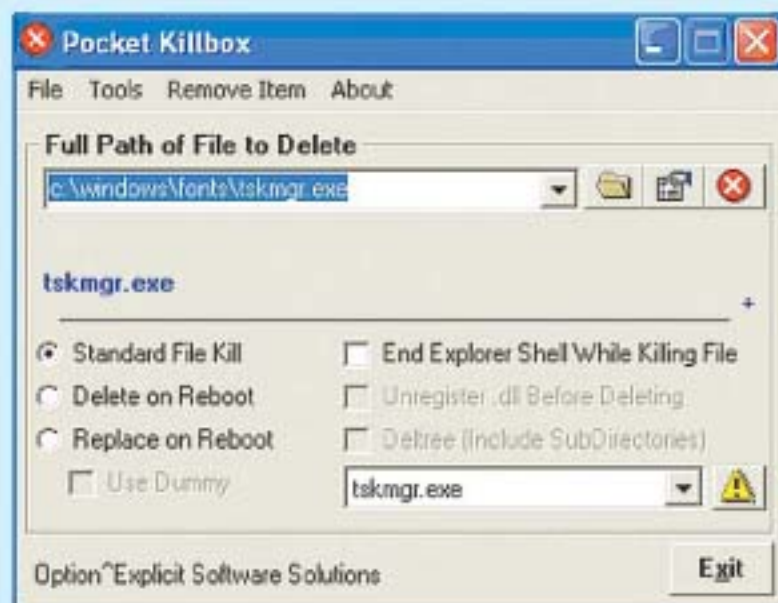 Pocket Killbox
File Tools Remove Item About
Full Path of File to Delete
c:\windows\fonts\tskmgr.exe
tskmgr.exe
+
Standard File Kill
End Explorer Shell While Killing File
Delete on Reboot
Unregister .dll Before Deleting
Replace on Reboot
Deltree (Include SubDirectories)
Use Dummy
tskmgr.exe
Option^Explicit Software Solutions
Exit